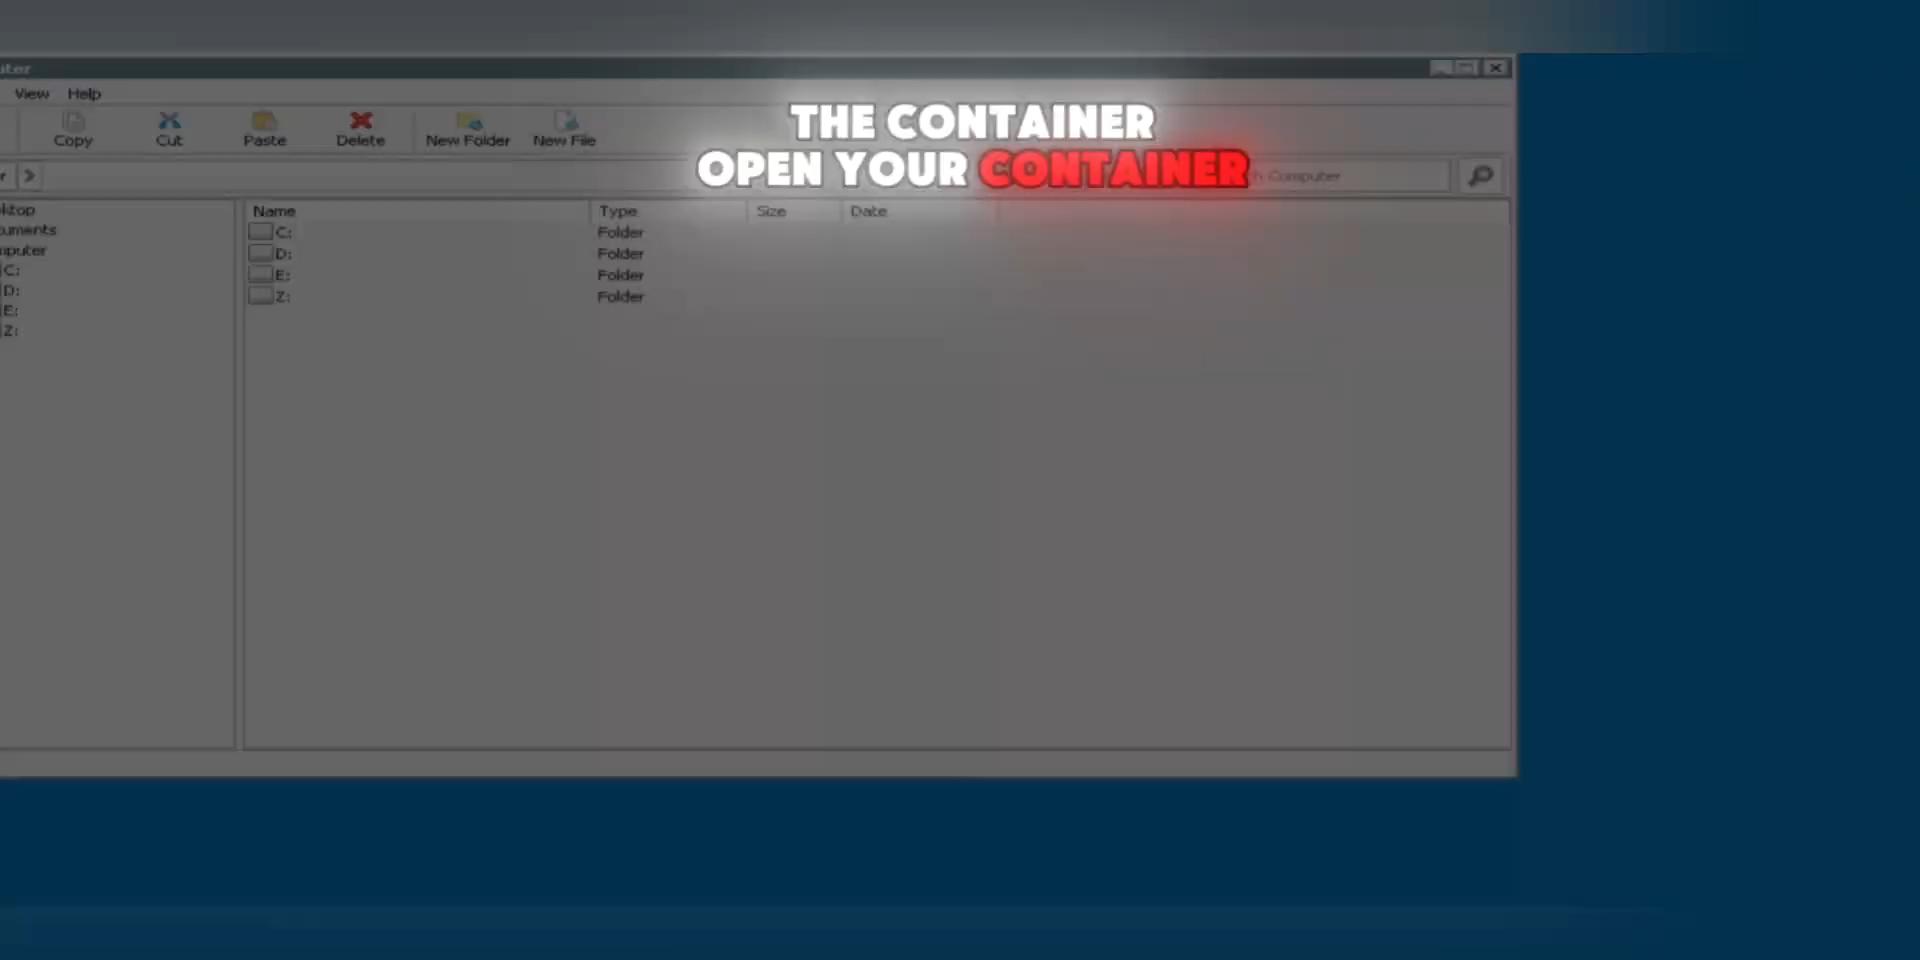 View Help
THE CONTAINER
Copy Cut Paste Delete New Folder New File
OPEN YOUR CONTAINER
Computer
Name Type Size Date
C: Folder
D: Folder
E: Folder
Z: Folder
C:
D:
E:
Z: